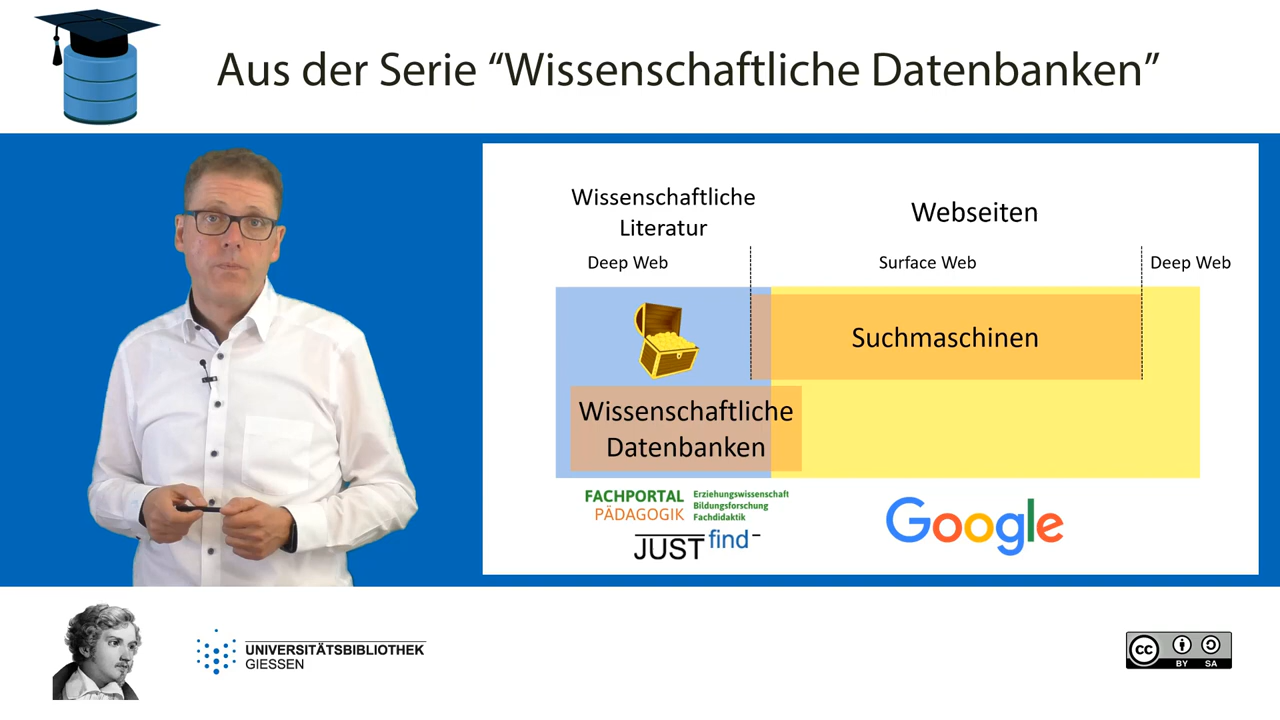 Aus der Serie “Wissenschaftliche Datenbanken”
Wissenschaftliche
Literatur
Webseiten
Deep Web
Surface Web
Deep Web
Suchmaschinen
Wissenschaftliche
Datenbanken
FACHPORTAL
PÄDAGOGIK
Erziehungswissenschaft
Bildungsforschung
Fachdidaktik
JUST find
Google
UNIVERSITÄTSBIBLIOTHEK
GIESSEN
cc
BY SA